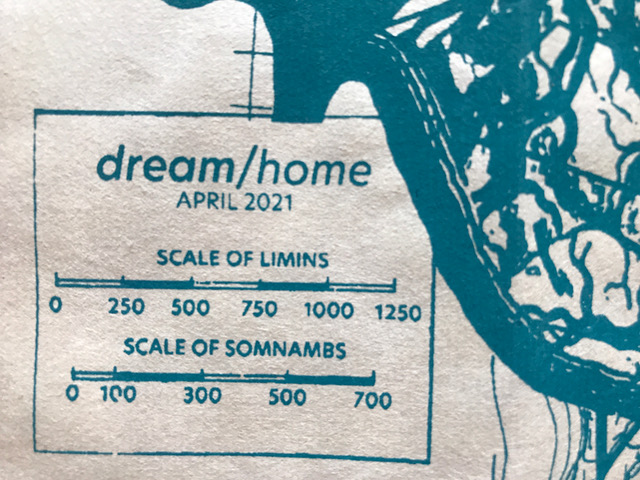 dream/home
APRIL 2021
SCALE OF LIMINS
0 250 500 750 1000 1250
SCALE OF SOMNAMBS
0 100 300 500 700